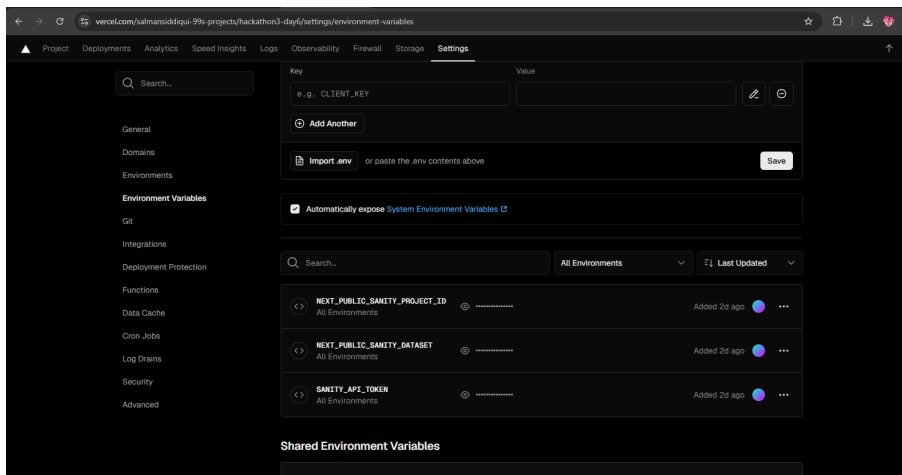 vercel.com/salmansiddiqui-99s-projects/hackathon3-day6/settings/environment-variables
Project Deployments Analytics Speed Insights Logs Observability Firewall Storage Settings
Search...
General
Domains
Environments
Environment Variables
Git
Integrations
Deployment Protection
Functions
Data Cache
Cron Jobs
Log Drains
Security
Advanced
Key Value
e.g. CLIENT_KEY
Add Another
Import .env or paste the .env contents above Save
Automatically expose System Environment Variables
Search... All Environments Last Updated
NEXT_PUBLIC_SANITY_PROJECT_ID
All Environments
Added 2d ago
NEXT_PUBLIC_SANITY_DATASET
All Environments
Added 2d ago
SANITY_API_TOKEN
All Environments
Added 2d ago
Shared Environment Variables